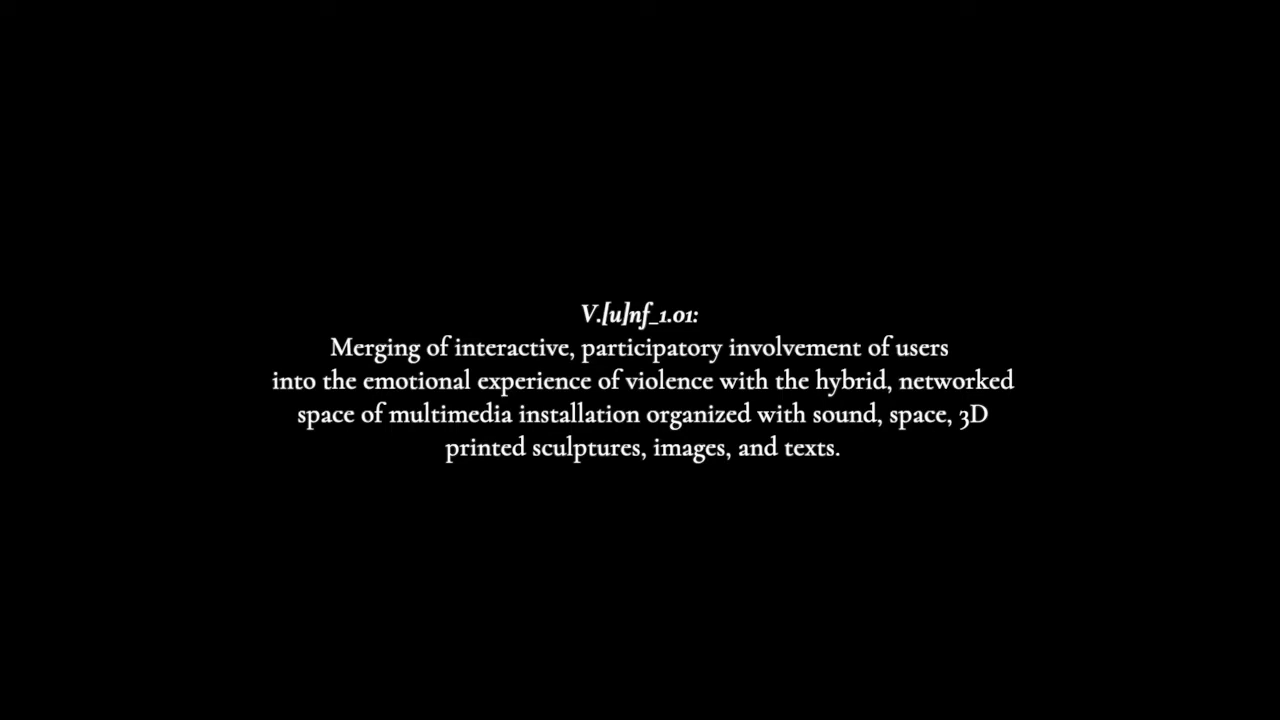 V.[u]nf_1.01:
Merging of interactive, participatory involvement of users
into the emotional experience of violence with the hybrid, networked
space of multimedia installation organized with sound, space, 3D
printed sculptures, images, and texts.